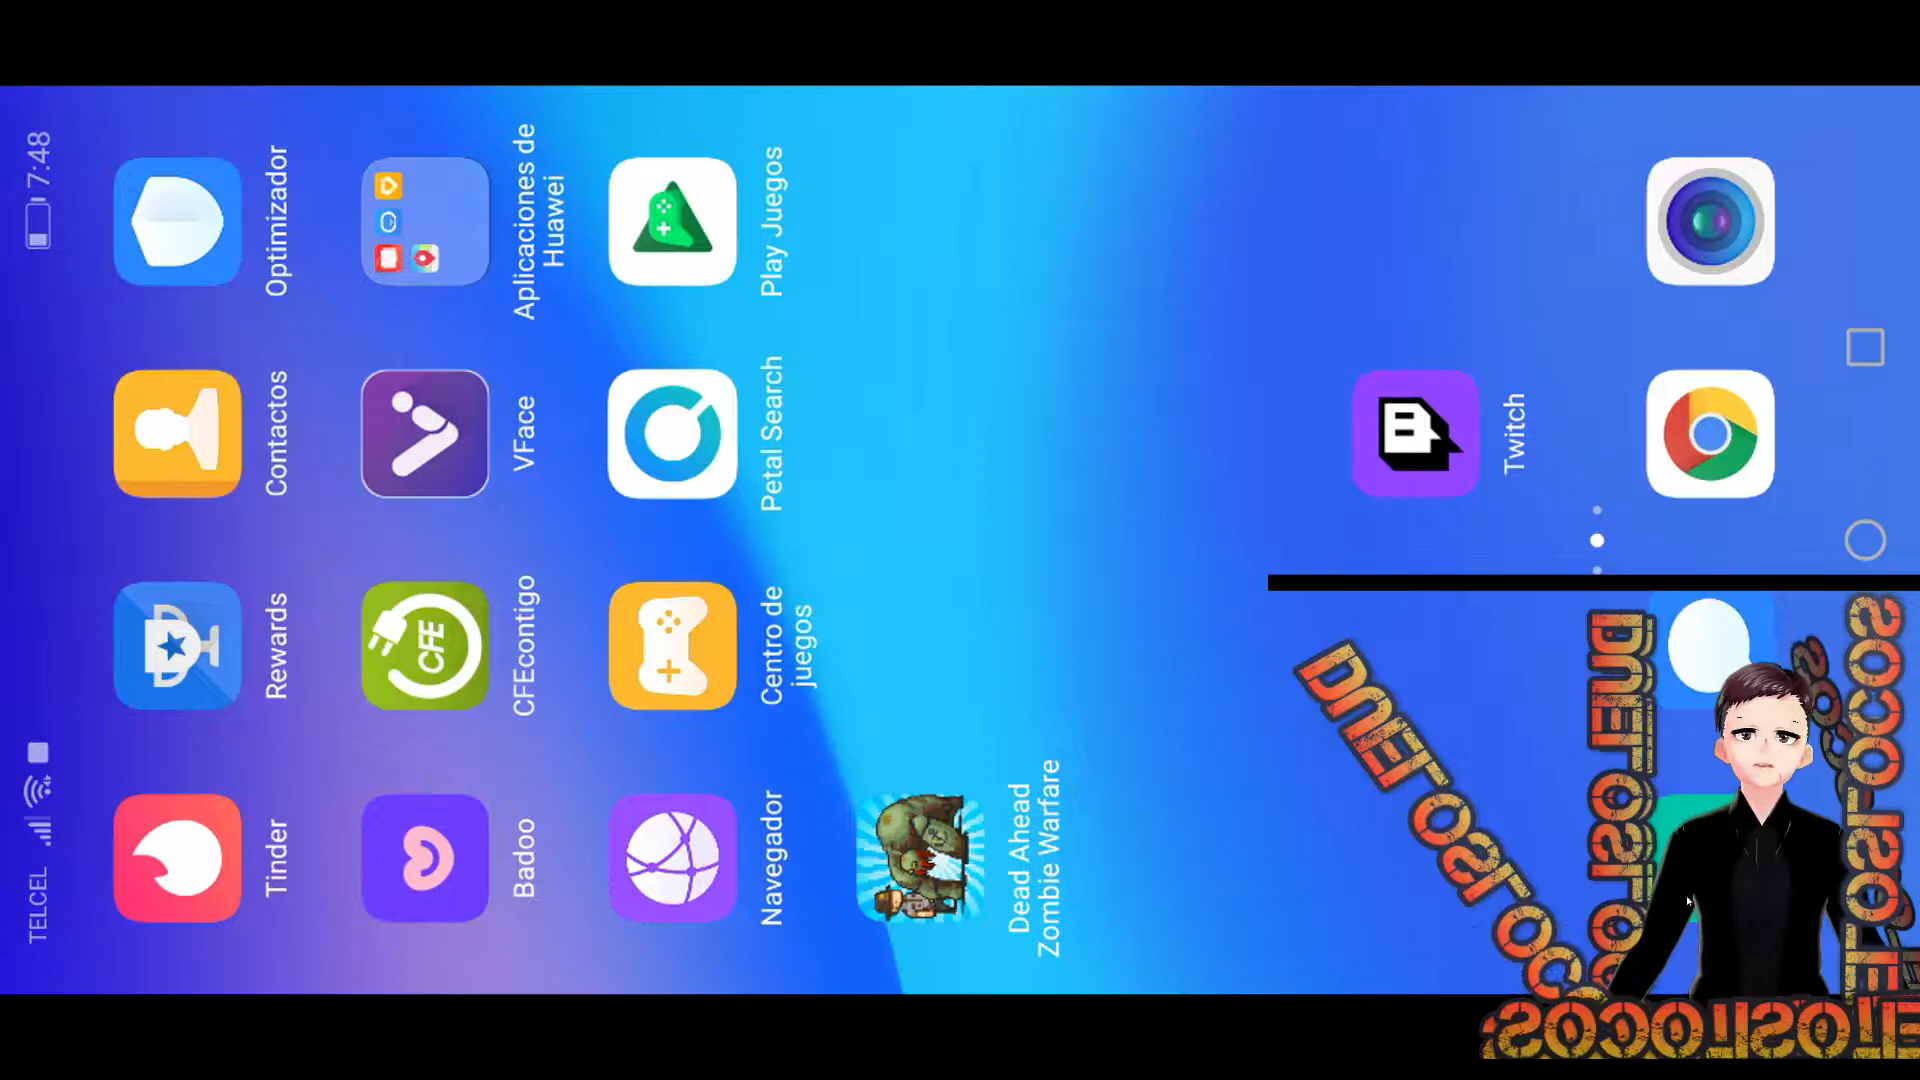 TELCEL
7:48
Tinder
Rewards
Contactos
Optimizador
CFE
Badoo
CFEcontigo
VFace
Aplicaciones de
Huawei
Navegador
Centro de
juegos
Petal Search
Play Juegos
Dead Ahead
Zombie Warfare
Twitch